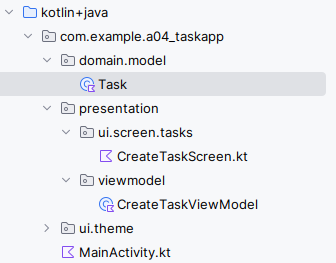 kotlin+java
com.example.a04_taskapp
domain.model
Task
presentation
ui.screen.tasks
CreateTaskScreen.kt
viewmodel
CreateTaskViewModel
ui.theme
MainActivity.kt